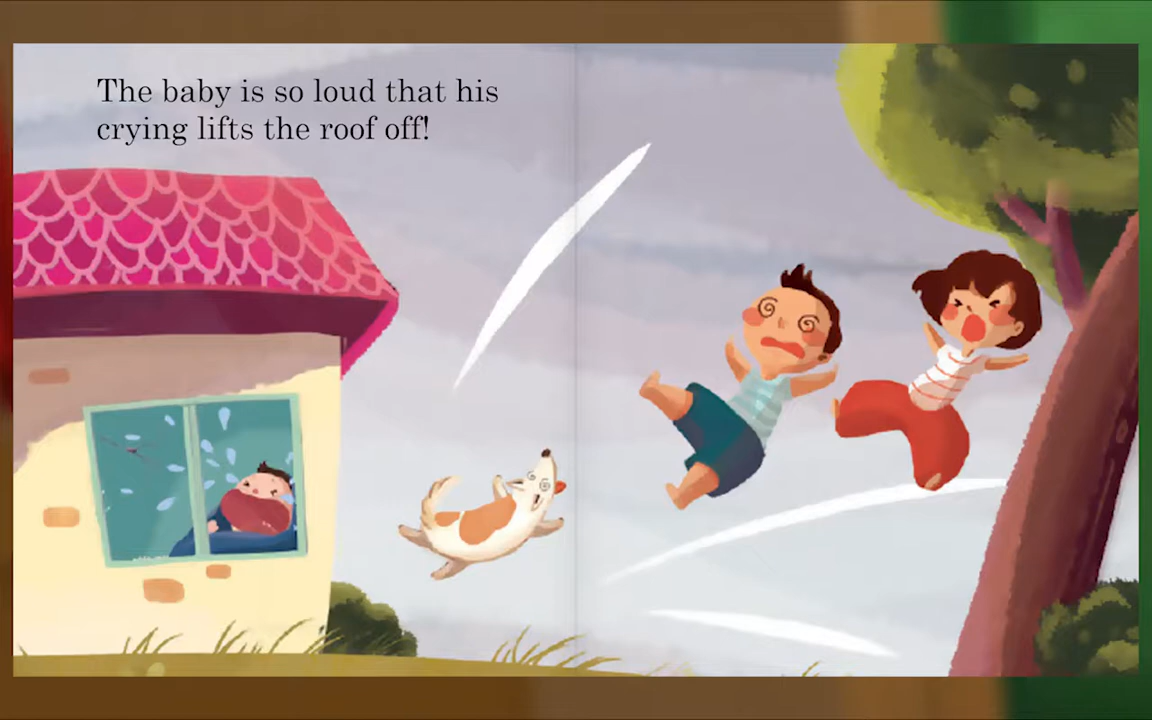 The baby is so loud that his
crying lifts the roof off!